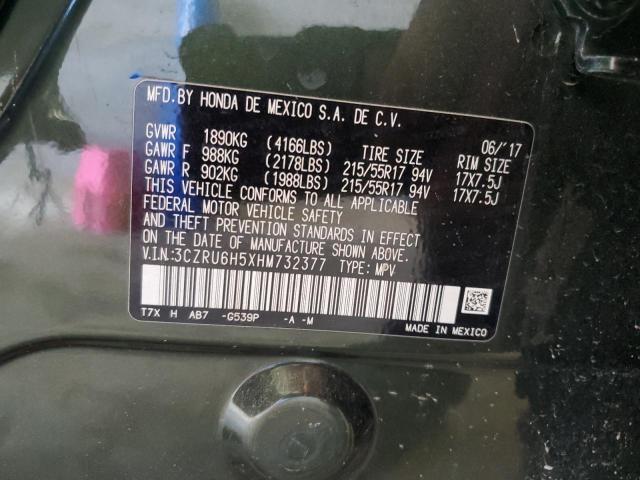 MFD. BY HONDA DE MEXICO S.A. DE C.V.
06/'17
GVWR 1890KG (4166LBS) TIRE SIZE RIM SIZE
GAWR F 988KG (2178LBS) 215/55R17 94V 17X7.5J
GAWR R 902KG (1988LBS) 215/55R17 94V 17X7.5J
THIS VEHICLE CONFORMS TO ALL APPLICABLE
FEDERAL MOTOR VEHICLE SAFETY
AND THEFT PREVENTION STANDARDS IN EFFECT
ON THE DATE OF MANUFACTURE SHOWN ABOVE.
V.I.N:3CZRU6H5XHM732377 TYPE: MPV
T7X H AB7 -G539P -A -M
MADE IN MEXICO